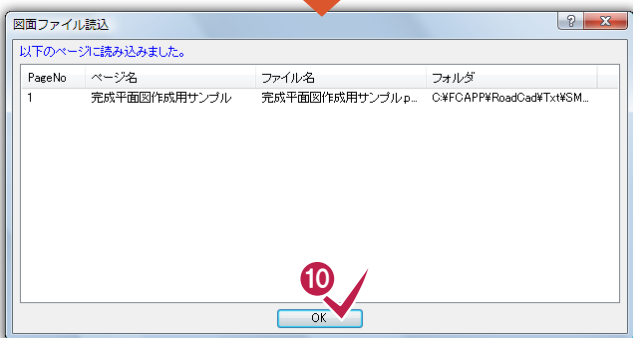 図面ファイル読込
以下のページに読み込みました。
PageNo ページ名 ファイル名 フォルダ
1 完成平面図作成用サンプル 完成平面図作成用サンプル.p... C:¥FCAPP¥RoadCad¥Txt¥SM...
10
OK